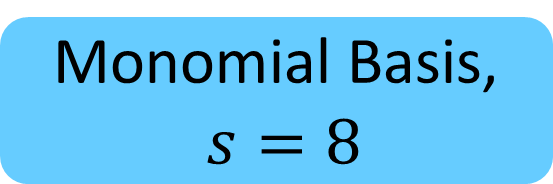 Monomial Basis,
s = 8